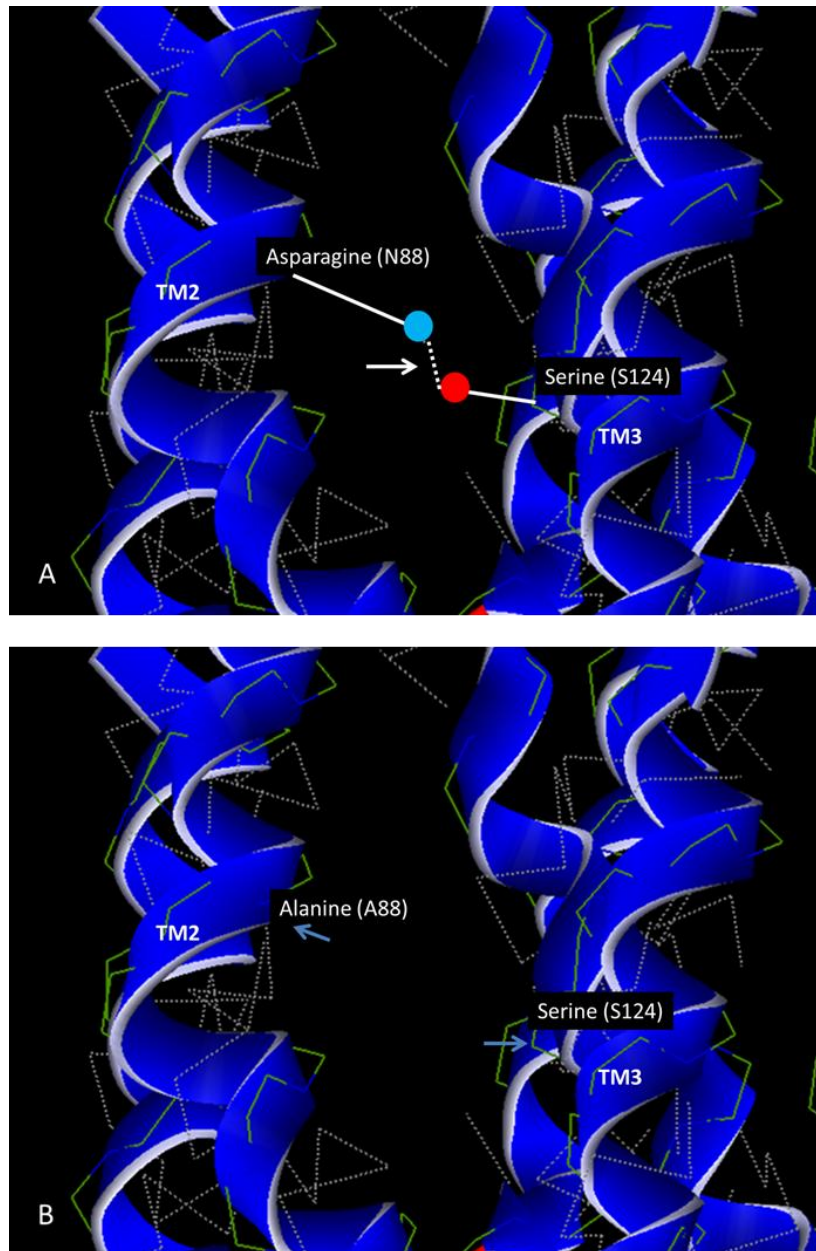 Asparagine (N88)
TM2
Serine (S124)
TM3
A
Alanine (A88)
TM2
Serine (S124)
TM3
B